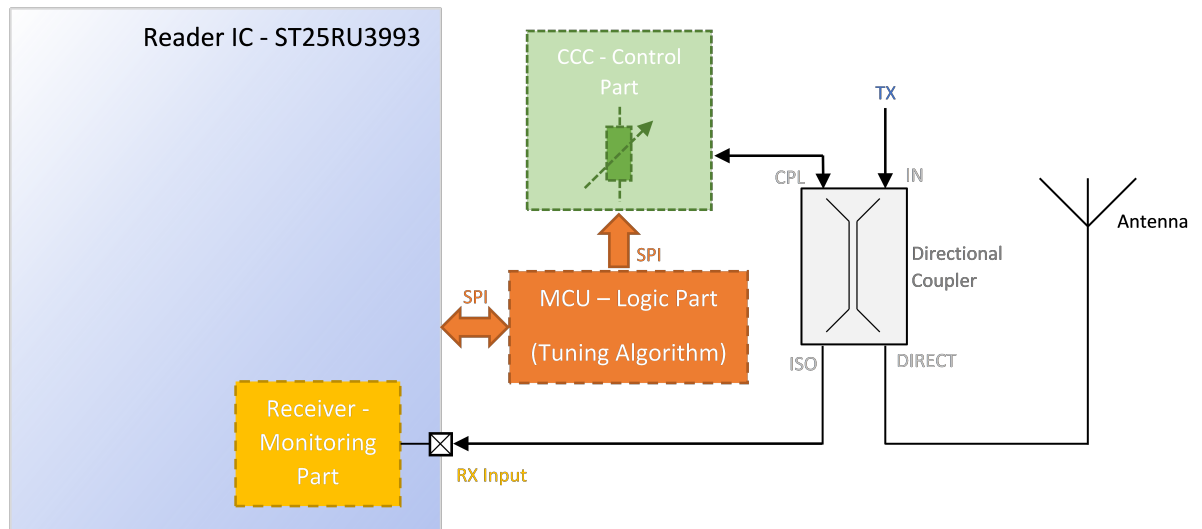 Reader IC - ST25RU3993
CCC - Control
Part
TX
CPL
IN
Antenna
SPI
Directional
Coupler
SPI
MCU – Logic Part
(Tuning Algorithm)
ISO
DIRECT
Receiver -
Monitoring
Part
RX Input